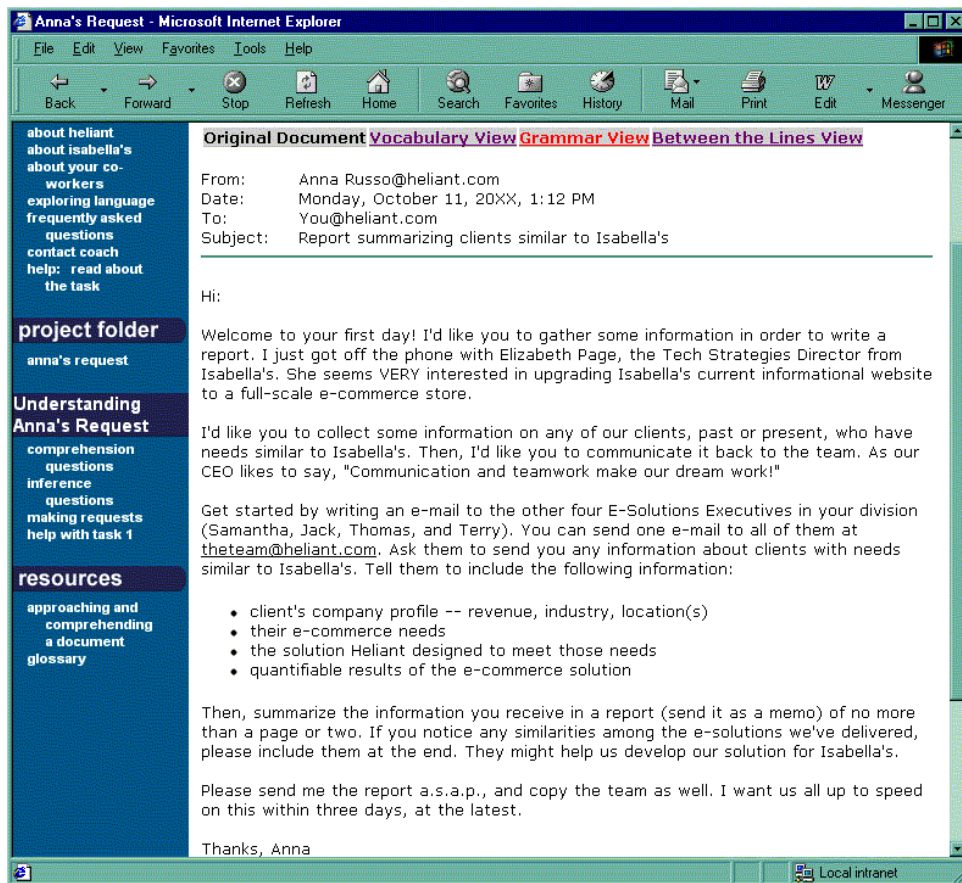 Anna's Request - Microsoft Internet Explorer
File Edit View Favorites Tools Help
Back Forward Stop Refresh Home Search Favorites History Mail Print Edit Messenger
about heliant
about isabella's
about your co-
workers
exploring language
frequently asked
questions
contact coach
help: read about
the task
project folder
anna's request
Understanding
Anna's Request
comprehension
questions
inference
questions
making requests
help with task 1
resources
approaching and
comprehending
a document
glossary
Original Document Vocabulary View Grammar View Between the Lines View
From: Anna Russo@heliant.com
Date: Monday, October 11, 20XX, 1:12 PM
To: You@heliant.com
Subject: Report summarizing clients similar to Isabella's
Hi:
Welcome to your first day! I'd like you to gather some information in order to write a
report. I just got off the phone with Elizabeth Page, the Tech Strategies Director from
Isabella's. She seems VERY interested in upgrading Isabella's current informational website
to a full-scale e-commerce store.
I'd like you to collect some information on any of our clients, past or present, who have
needs similar to Isabella's. Then, I'd like you to communicate it back to the team. As our
CEO likes to say, "Communication and teamwork make our dream work!"
Get started by writing an e-mail to the other four E-Solutions Executives in your division
(Samantha, Jack, Thomas, and Terry). You can send one e-mail to all of them at
theteam@heliant.com. Ask them to send you any information about clients with needs
similar to Isabella's. Tell them to include the following information:
• client's company profile -- revenue, industry, location(s)
• their e-commerce needs
• the solution Heliant designed to meet those needs
• quantifiable results of the e-commerce solution
Then, summarize the information you receive in a report (send it as a memo) of no more
than a page or two. If you notice any similarities among the e-solutions we've delivered,
please include them at the end. They might help us develop our solution for Isabella's.
Please send me the report a.s.a.p., and copy the team as well. I want us all up to speed
on this within three days, at the latest.
Thanks, Anna
Local intranet